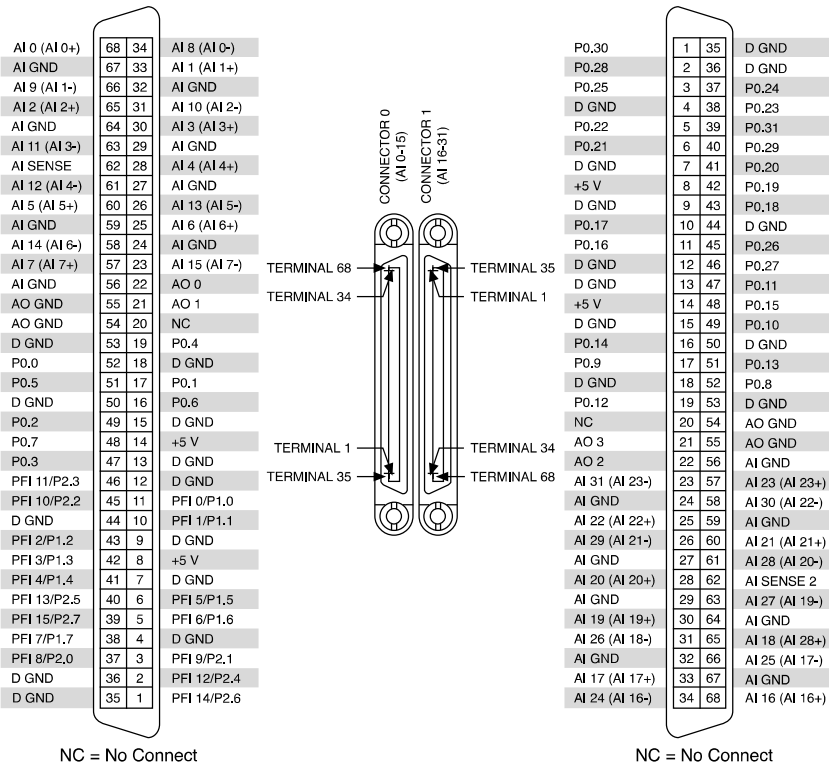 AI 0 (AI 0+) 68 34 AI 8 (AI 0-)
AI GND 67 33 AI 1 (AI 1+)
AI 9 (AI 1-) 66 32 AI GND
AI 2 (AI 2+) 65 31 AI 10 (AI 2-)
AI GND 64 30 AI 3 (AI 3+)
AI 11 (AI 3-) 63 29 AI GND
AI SENSE 62 28 AI 4 (AI 4+)
AI 12 (AI 4-) 61 27 AI GND
AI 5 (AI 5+) 60 26 AI 13 (AI 5-)
AI GND 59 25 AI 6 (AI 6+)
AI 14 (AI 6-) 58 24 AI GND
AI 7 (AI 7+) 57 23 AI 15 (AI 7-)
AI GND 56 22 AO 0
AO GND 55 21 AO 1
AO GND 54 20 NC
D GND 53 19 P0.4
P0.0 52 18 D GND
P0.5 51 17 P0.1
D GND 50 16 P0.6
P0.2 49 15 D GND
P0.7 48 14 +5 V
P0.3 47 13 D GND
PFI 11/P2.3 46 12 D GND
PFI 10/P2.2 45 11 PFI 0/P1.0
D GND 44 10 PFI 1/P1.1
PFI 2/P1.2 43 9 D GND
PFI 3/P1.3 42 8 +5 V
PFI 4/P1.4 41 7 D GND
PFI 13/P2.5 40 6 PFI 5/P1.5
PFI 15/P2.7 39 5 PFI 6/P1.6
PFI 7/P1.7 38 4 D GND
PFI 8/P2.0 37 3 PFI 9/P2.1
D GND 36 2 PFI 12/P2.4
D GND 35 1 PFI 14/P2.6
NC = No Connect
CONNECTOR 0
(AI 0-15)
CONNECTOR 1
(AI 16-31)
TERMINAL 68
TERMINAL 34
TERMINAL 35
TERMINAL 1
TERMINAL 1
TERMINAL 35
TERMINAL 34
TERMINAL 68
P0.30 1 35 D GND
P0.28 2 36 D GND
P0.25 3 37 P0.24
D GND 4 38 P0.23
P0.22 5 39 P0.31
P0.21 6 40 P0.29
D GND 7 41 P0.20
+5 V 8 42 P0.19
D GND 9 43 P0.18
P0.17 10 44 D GND
P0.16 11 45 P0.26
D GND 12 46 P0.27
D GND 13 47 P0.11
+5 V 14 48 P0.15
D GND 15 49 P0.10
P0.14 16 50 D GND
P0.9 17 51 P0.13
D GND 18 52 P0.8
P0.12 19 53 D GND
NC 20 54 AO GND
AO 3 21 55 AO GND
AO 2 22 56 AI GND
AI 31 (AI 23-) 23 57 AI 23 (AI 23+)
AI GND 24 58 AI 30 (AI 22-)
AI 22 (AI 22+) 25 59 AI GND
AI 29 (AI 21-) 26 60 AI 21 (AI 21+)
AI GND 27 61 AI 28 (AI 20-)
AI 20 (AI 20+) 28 62 AI SENSE 2
AI GND 29 63 AI 27 (AI 19-)
AI 19 (AI 19+) 30 64 AI GND
AI 26 (AI 18-) 31 65 AI 18 (AI 28+)
AI GND 32 66 AI 25 (AI 17-)
AI 17 (AI 17+) 33 67 AI GND
AI 24 (AI 16-) 34 68 AI 16 (AI 16+)
NC = No Connect